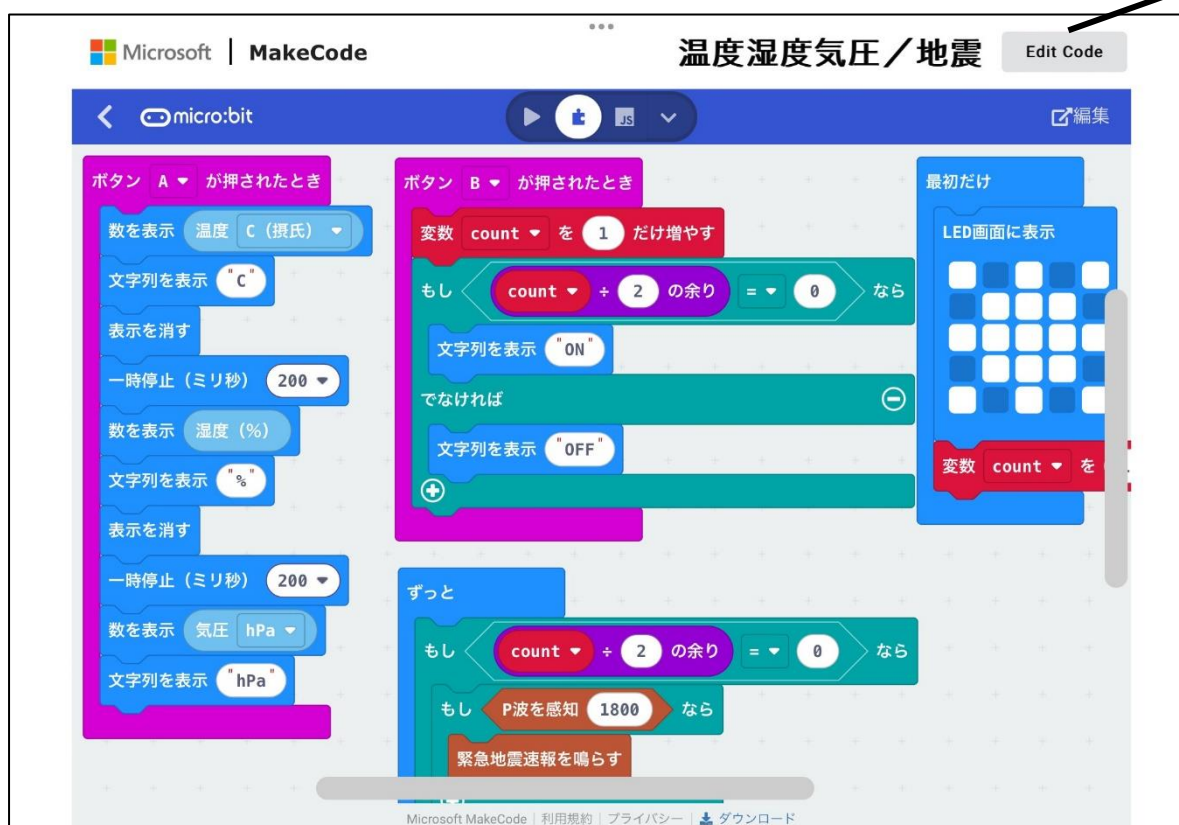 Microsoft | MakeCode
温度湿度気圧／地震
Edit Code
micro:bit
JS
編集
ボタン A が押されたとき
数を表示 温度 C (摂氏)
文字列を表示 "C"
表示を消す
一時停止 (ミリ秒) 200
数を表示 湿度 (%)
文字列を表示 "%"
表示を消す
一時停止 (ミリ秒) 200
数を表示 気圧 hPa
文字列を表示 "hPa"
ボタン B が押されたとき
変数 count を 1 だけ増やす
もし count ÷ 2 の余り = 0 なら
文字列を表示 "ON"
でなければ
文字列を表示 "OFF"
ずっと
もし count ÷ 2 の余り = 0 なら
もし P波を感知 1800 なら
緊急地震速報を鳴らす
最初だけ
LED画面に表示
変数 count を
Microsoft MakeCode | 利用規約 | プライバシー | ダウンロード